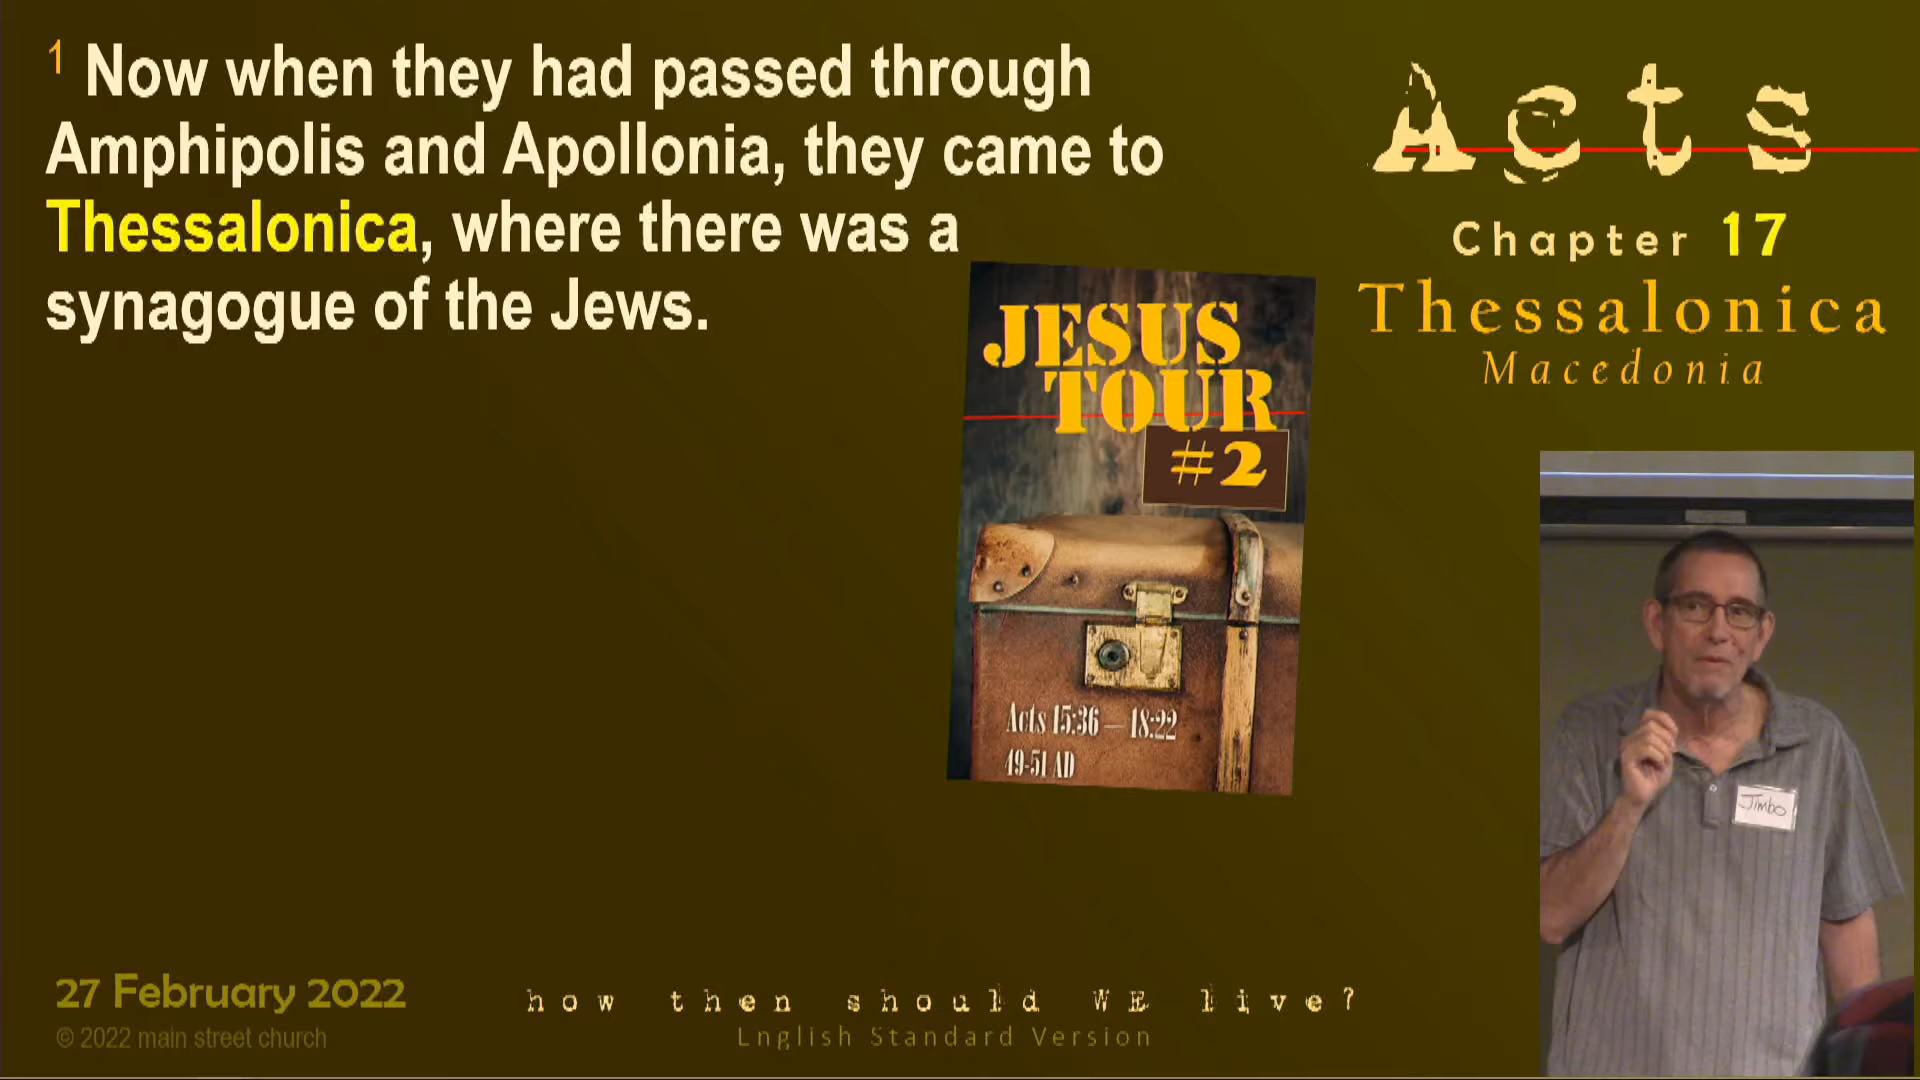 1 Now when they had passed through
Amphipolis and Apollonia, they came to
Thessalonica, where there was a
synagogue of the Jews.
Acts
Chapter 17
Thessalonica
Macedonia
JESUS
TOUR
#2
Acts 15:36 — 18:22
49-51 AD
Jimbo
27 February 2022
© 2022 main street church
how then should WE live?
English Standard Version